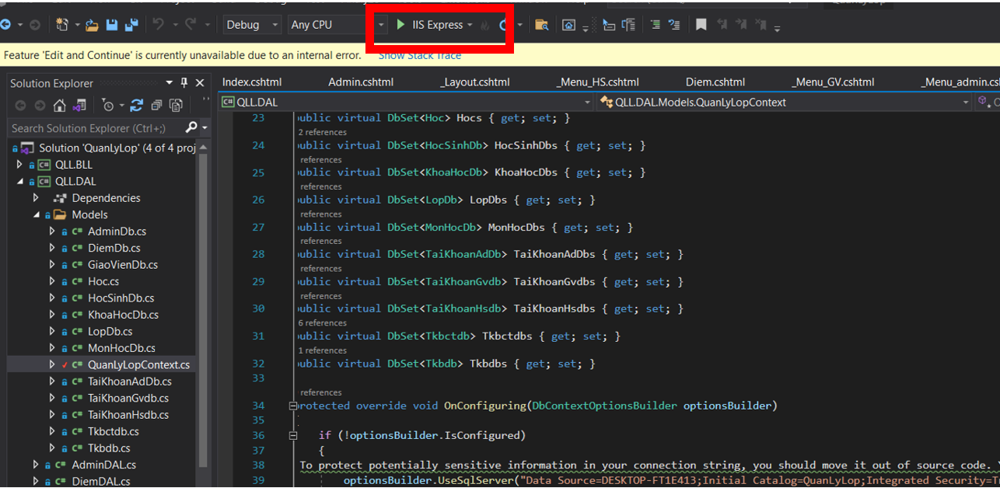 Debug
Any CPU
IIS Express
Feature 'Edit and Continue' is currently unavailable due to an internal error. Show Stack Trace
Solution Explorer
Index.cshtml Admin.cshtml _Layout.cshtml _Menu_HS.cshtml Diem.cshtml _Menu_GV.cshtml _Menu_admin.csh
C# QLL.DAL QLL.DAL.Models.QuanLyLopContext
Search Solution Explorer (Ctrl+;)
Solution 'QuanLyLop' (4 of 4 proj
C# QLL.BLL
C# QLL.DAL
Dependencies
Models
C# AdminDb.cs
C# DiemDb.cs
C# GiaoVienDb.cs
C# Hoc.cs
C# HocSinhDb.cs
C# KhoaHocDb.cs
C# LopDb.cs
C# MonHocDb.cs
C# QuanLyLopContext.cs
C# TaiKhoanAdDb.cs
C# TaiKhoanGvdb.cs
C# TaiKhoanHsdb.cs
C# Tkbctdb.cs
C# Tkbdb.cs
C# AdminDAL.cs
C# DiemDAL.cs
23 ublic virtual DbSet<Hoc> Hocs { get; set; }
2 references
24 ublic virtual DbSet<HocSinhDb> HocSinhDbs { get; set; }
references
25 ublic virtual DbSet<KhoaHocDb> KhoaHocDbs { get; set; }
references
26 ublic virtual DbSet<LopDb> LopDbs { get; set; }
references
27 ublic virtual DbSet<MonHocDb> MonHocDbs { get; set; }
references
28 ublic virtual DbSet<TaiKhoanAdDb> TaiKhoanAdDbs { get; set; }
references
29 ublic virtual DbSet<TaiKhoanGvdb> TaiKhoanGvdbs { get; set; }
references
30 ublic virtual DbSet<TaiKhoanHsdb> TaiKhoanHsdbs { get; set; }
6 references
31 ublic virtual DbSet<Tkbctdb> Tkbctdbs { get; set; }
1 references
32 ublic virtual DbSet<Tkbdb> Tkbdbs { get; set; }
33
references
34 protected override void OnConfiguring(DbContextOptionsBuilder optionsBuilder)
35
36 if (!optionsBuilder.IsConfigured)
37 {
38 To protect potentially sensitive information in your connection string, you should move it out of source code.
39 optionsBuilder.UseSqlServer("Data Source=DESKTOP-FT1E413;Initial Catalog=QuanLyLop;Integrated Security=T